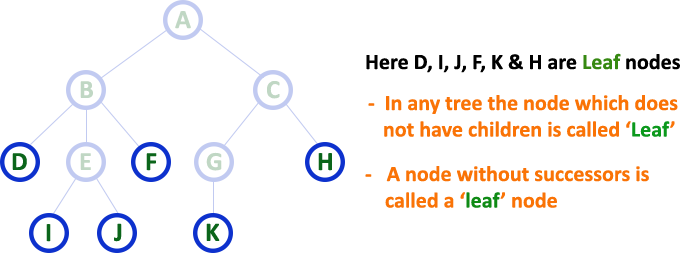 A
B
C
D
E
F
G
H
I
J
K
Here D, I, J, F, K & H are Leaf nodes
- In any tree the node which does
not have children is called ‘Leaf’
- A node without successors is
called a ‘leaf’ node